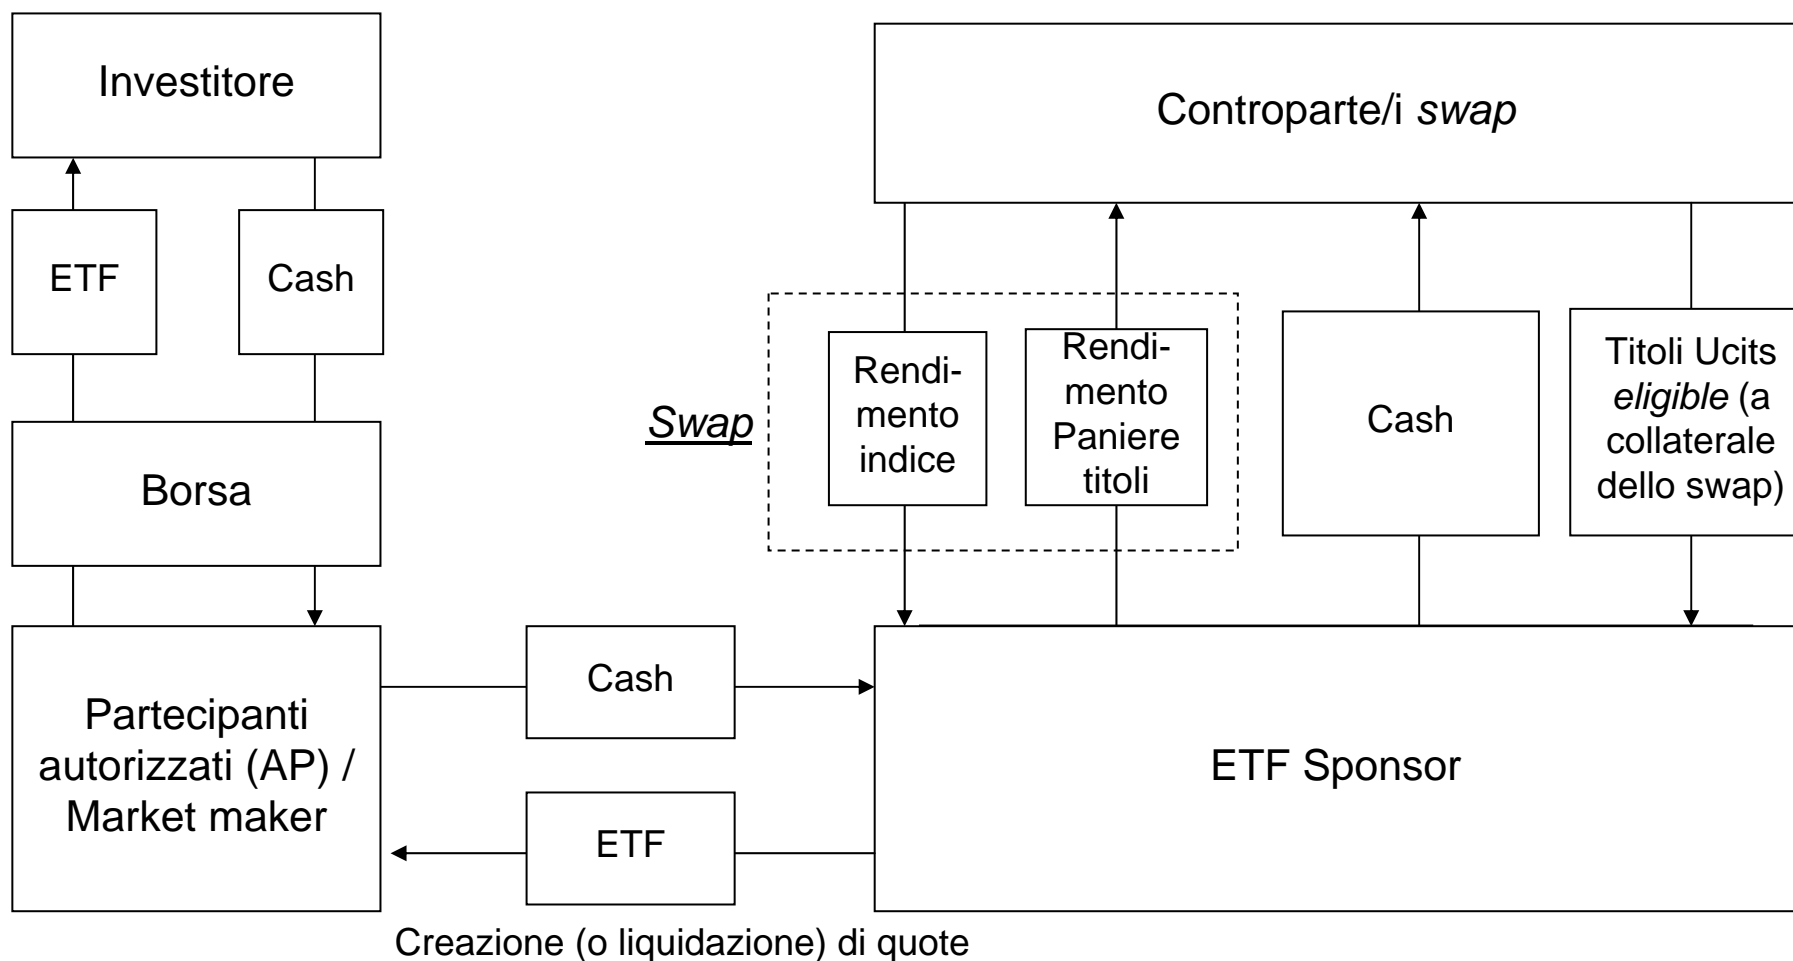 Investitore
Controparte/i swap
ETF
Cash
Rendi-
mento
indice
Rendi-
mento
Paniere
titoli
Cash
Titoli Ucits
eligible (a
collaterale
dello swap)
Swap
Borsa
Partecipanti
autorizzati (AP) /
Market maker
Cash
ETF
ETF Sponsor
Creazione (o liquidazione) di quote